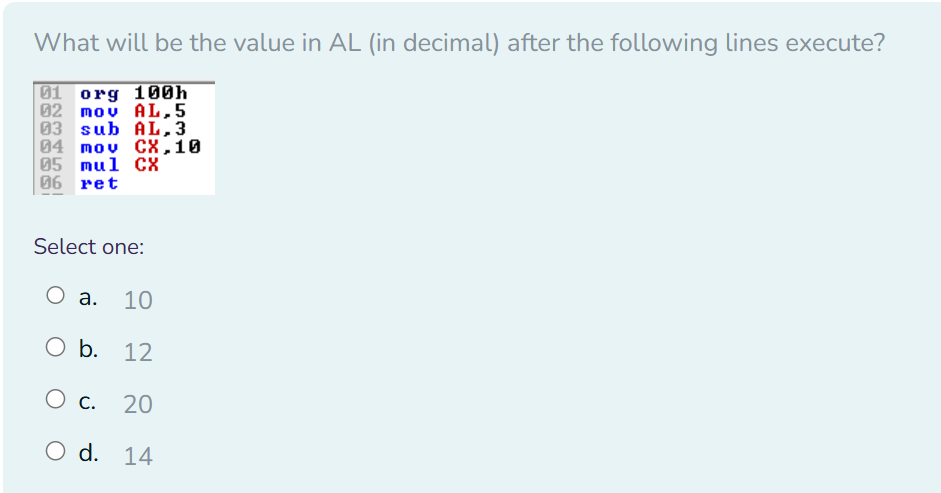 What will be the value in AL (in decimal) after the following lines execute?
01 org 100h
02 mov AL,5
03 sub AL,3
04 mov CX,10
05 mul CX
06 ret
Select one:
a. 10
b. 12
c. 20
d. 14